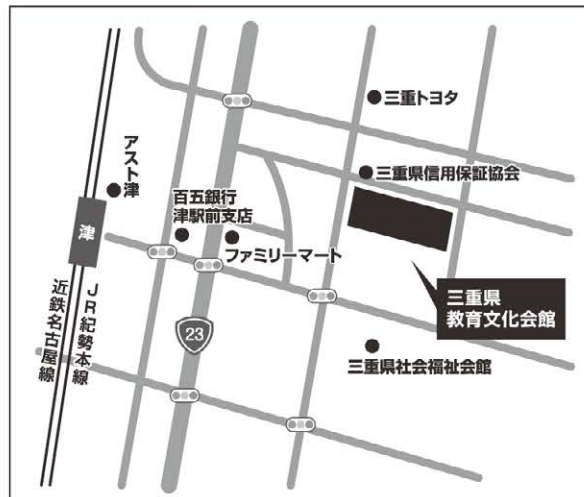 三重トヨタ
アスト津
三重県信用保証協会
百五銀行
津駅前支店
津
ファミリーマート
三重県
教育文化会館
23
JR紀勢本線
近鉄名古屋線
三重県社会福祉会館